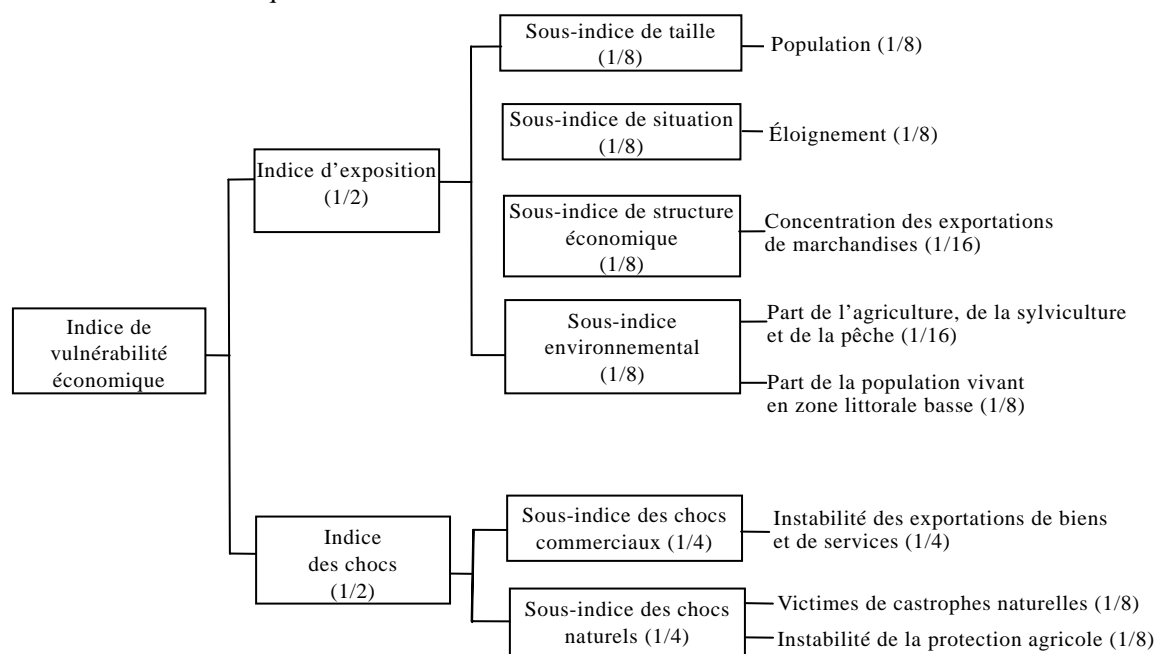 Sous-indice de taille
(1/8)
Population (1/8)
Sous-indice de situation
(1/8)
Éloignement (1/8)
Indice d’exposition
(1/2)
Sous-indice de structure
économique
(1/8)
Concentration des exportations
de marchandises (1/16)
Indice de
vulnérabilité
économique
Sous-indice
environnemental
(1/8)
Part de l’agriculture, de la sylviculture
et de la pêche (1/16)
Part de la population vivant
en zone littorale basse (1/8)
Indice
des chocs
(1/2)
Sous-indice des chocs
commerciaux (1/4)
Instabilité des exportations de biens
et de services (1/4)
Sous-indice des chocs
naturels (1/4)
Victimes de castrophes naturelles (1/8)
Instabilité de la protection agricole (1/8)